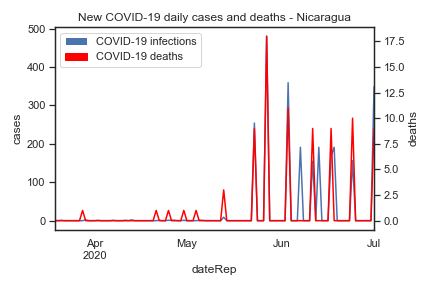 New COVID-19 daily cases and deaths - Nicaragua
COVID-19 infections
COVID-19 deaths
500
400
300
200
100
0
cases
17.5
15.0
12.5
10.0
7.5
5.0
2.5
0.0
deaths
Apr
2020
May
Jun
Jul
dateRep